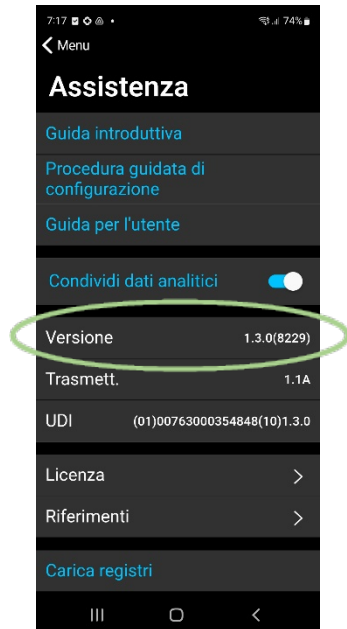 7:17
74%
Menu
Assistenza
Guida introduttiva
Procedura guidata di
configurazione
Guida per l'utente
Condividi dati analitici
Versione 1.3.0(8229)
Trasmett. 1.1A
UDI (01)00763000354848(10)1.3.0
Licenza
Riferimenti
Carica registri